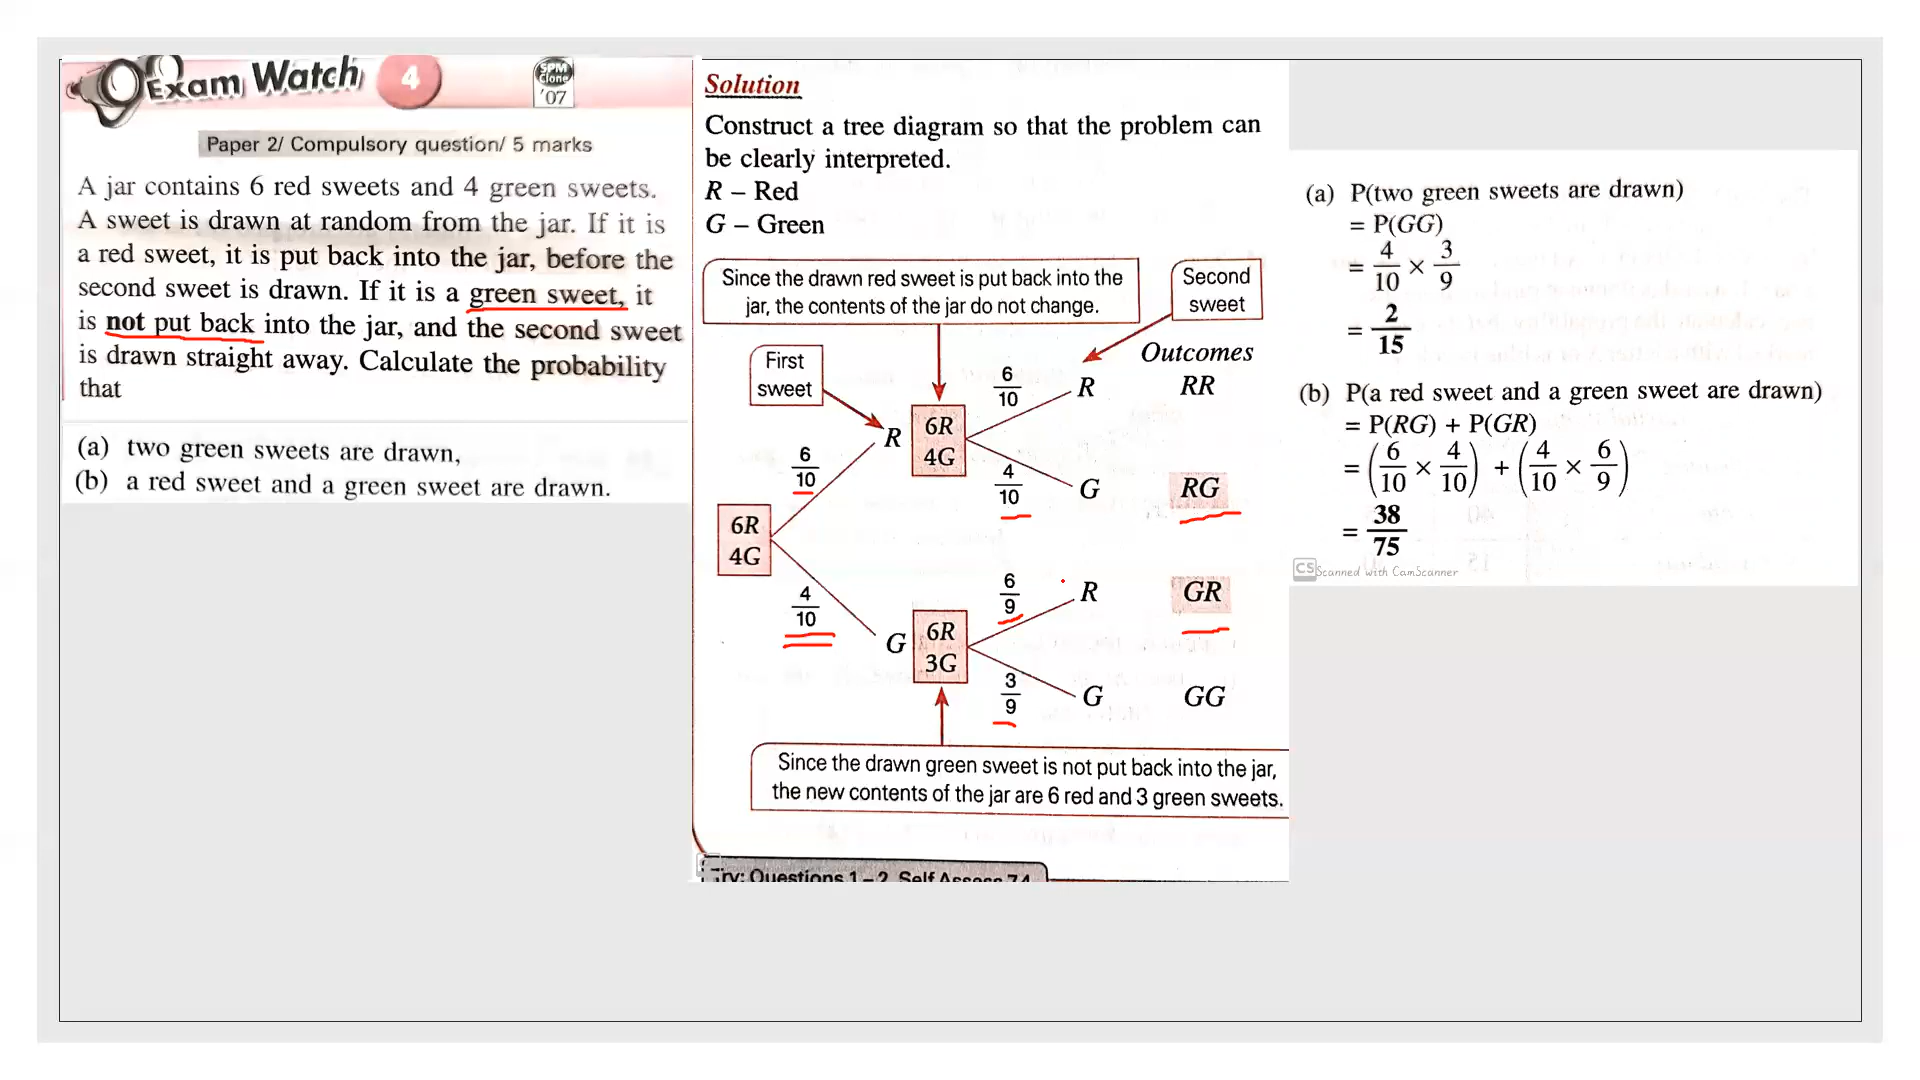 Exam Watch 4
SPM
Clone
'07
Paper 2/ Compulsory question/ 5 marks
A jar contains 6 red sweets and 4 green sweets.
A sweet is drawn at random from the jar. If it is
a red sweet, it is put back into the jar, before the
second sweet is drawn. If it is a green sweet, it
is not put back into the jar, and the second sweet
is drawn straight away. Calculate the probability
that
(a) two green sweets are drawn,
(b) a red sweet and a green sweet are drawn.
Solution
Construct a tree diagram so that the problem can
be clearly interpreted.
R – Red
G – Green
Since the drawn red sweet is put back into the
jar, the contents of the jar do not change.
Second
sweet
First
sweet
Outcomes
6/10 R RR
R 6R
4G
6/10
4/10 G RG
6R
4G
4/10
6/9 R GR
G 6R
3G
3/9 G GG
Since the drawn green sweet is not put back into the jar,
the new contents of the jar are 6 red and 3 green sweets.
Try: Questions 1 – 2, Self Assess 7.4
(a) P(two green sweets are drawn)
= P(GG)
= 4/10 × 3/9
= 2/15
(b) P(a red sweet and a green sweet are drawn)
= P(RG) + P(GR)
= (6/10 × 4/10) + (4/10 × 6/9)
= 38/75
CS Scanned with CamScanner